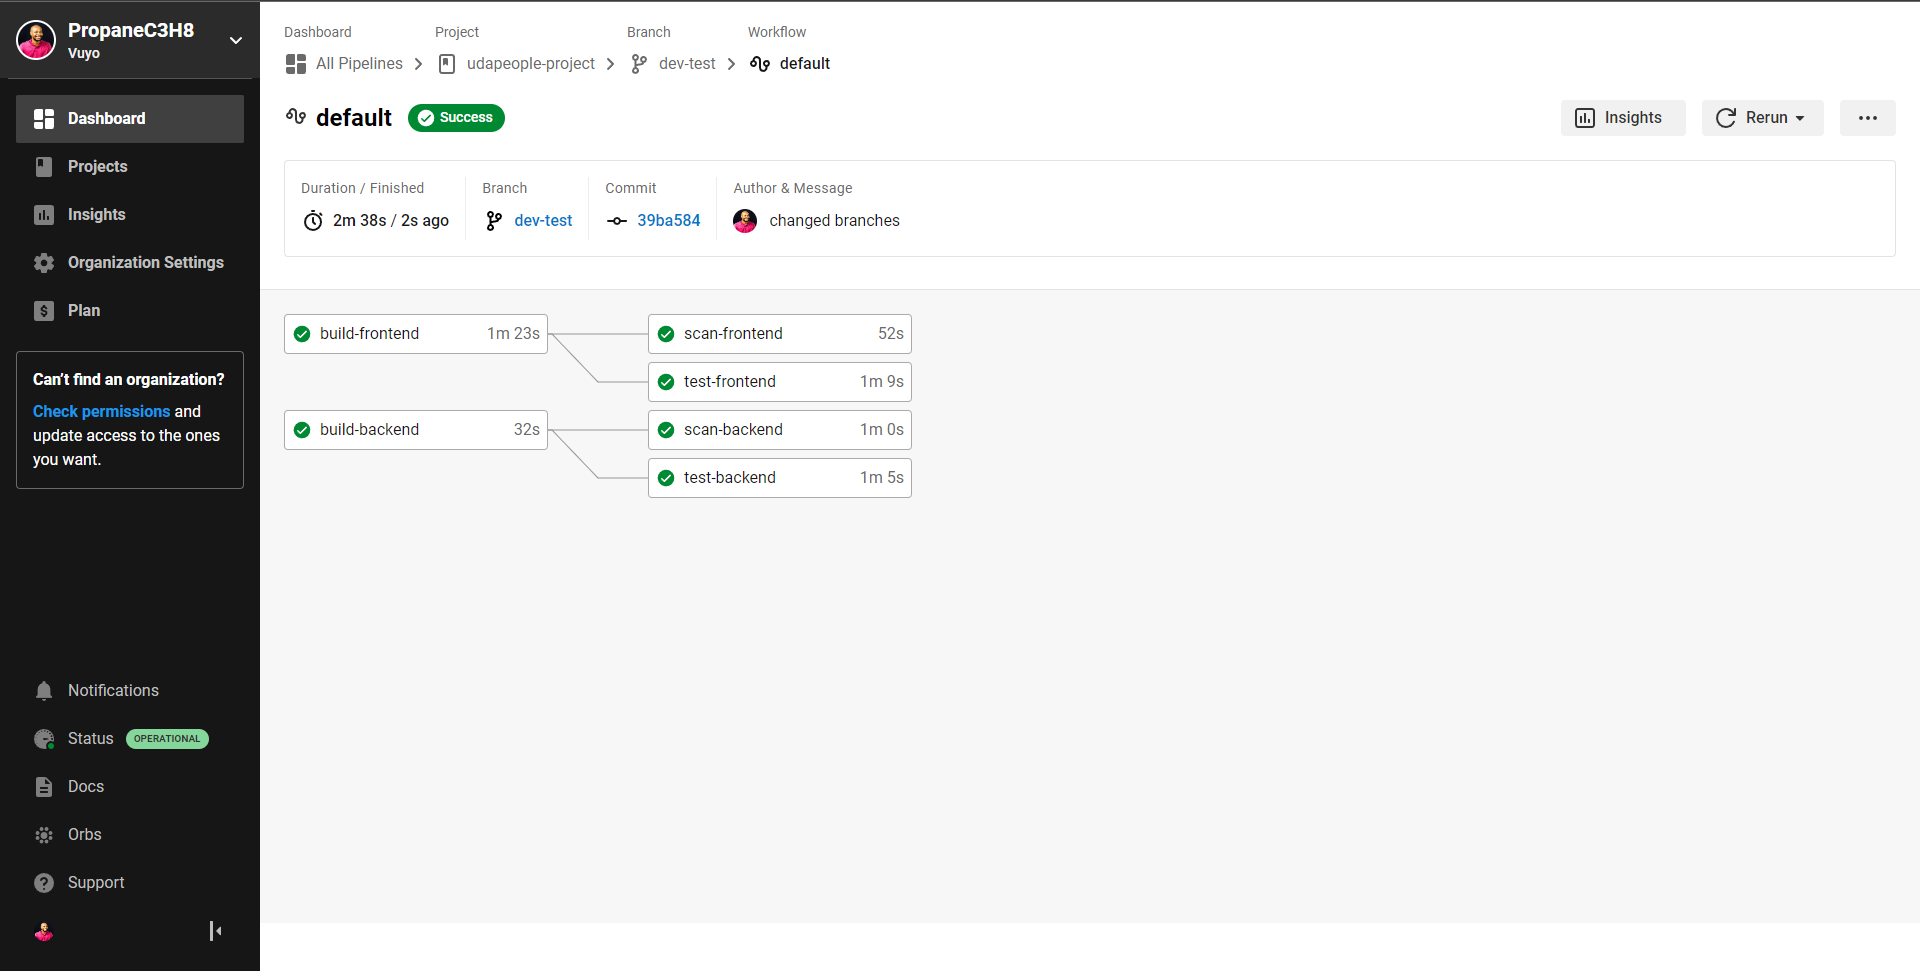 PropaneC3H8
Vuyo
Dashboard
Projects
Insights
Organization Settings
Plan
Can't find an organization?
Check permissions and
update access to the ones
you want.
Notifications
Status OPERATIONAL
Docs
Orbs
Support
Dashboard Project Branch Workflow
All Pipelines udapeople-project dev-test default
default Success Insights Rerun
Duration / Finished Branch Commit Author & Message
2m 38s / 2s ago dev-test 39ba584 changed branches
build-frontend 1m 23s scan-frontend 52s
test-frontend 1m 9s
build-backend 32s scan-backend 1m 0s
test-backend 1m 5s